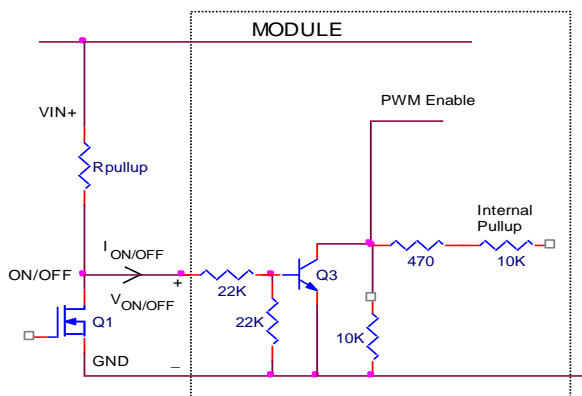 MODULE
PWM Enable
VIN+
Rpullup
Internal
Pullup
I ON/OFF
470
10K
ON/OFF
+
22K
Q3
V ON/OFF
Q1
22K
10K
GND
_